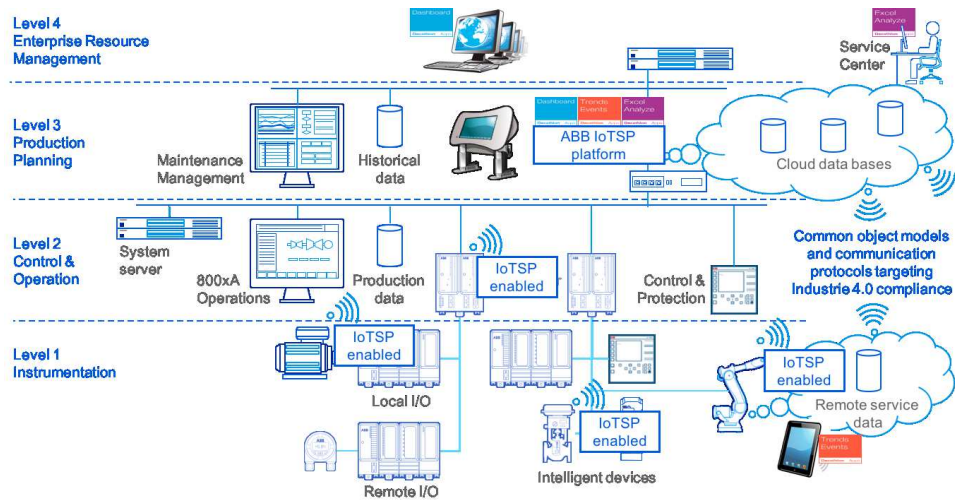 Level 4
Enterprise Resource
Management
Dashboard
Excel
Analyze
Service
Center
Level 3
Production
Planning
Maintenance
Management
Historical
data
Dashboard
Trends
Events
Excel
Analyze
ABB IoTSP
platform
Cloud data bases
Level 2
Control &
Operation
System
server
800xA
Operations
Production
data
IoTSP
enabled
Control &
Protection
Common object models
and communication
protocols targeting
Industrie 4.0 compliance
Level 1
Instrumentation
IoTSP
enabled
Local I/O
Remote I/O
IoTSP
enabled
Intelligent devices
IoTSP
enabled
Remote service
data
Trends
Events